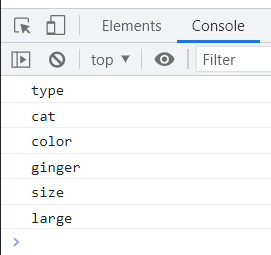 Elements Console
top Filter
type
cat
color
ginger
size
large